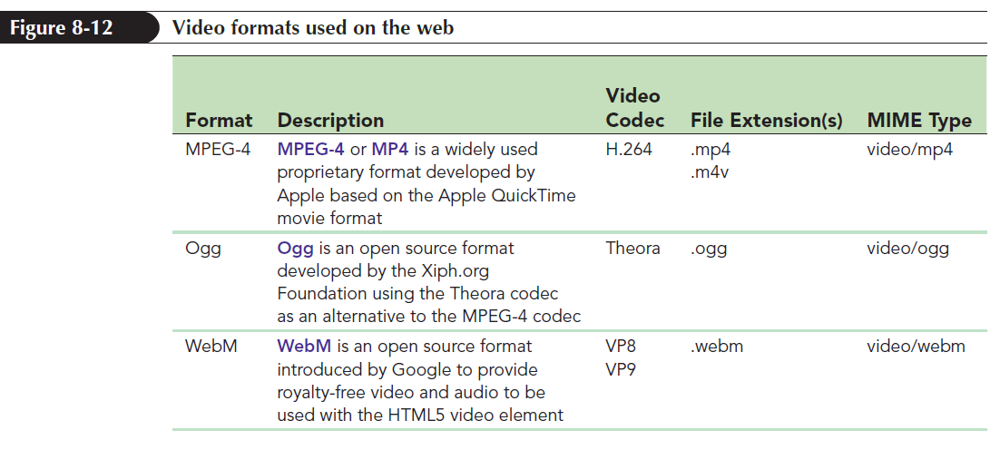 Figure 8-12 Video formats used on the web
Format Description Video Codec File Extension(s) MIME Type
MPEG-4 MPEG-4 or MP4 is a widely used H.264 .mp4 video/mp4
proprietary format developed by .m4v
Apple based on the Apple QuickTime
movie format
Ogg Ogg is an open source format Theora .ogg video/ogg
developed by the Xiph.org
Foundation using the Theora codec
as an alternative to the MPEG-4 codec
WebM WebM is an open source format VP8 .webm video/webm
introduced by Google to provide VP9
royalty-free video and audio to be
used with the HTML5 video element